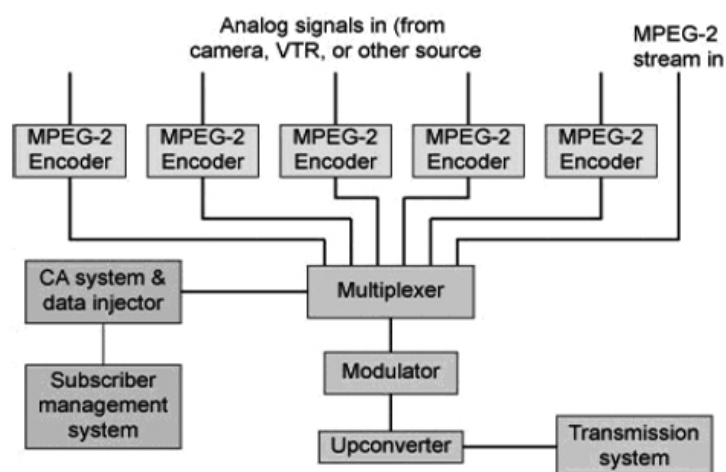 Analog signals in (from
camera, VTR, or other source
MPEG-2
stream in
MPEG-2
Encoder
MPEG-2
Encoder
MPEG-2
Encoder
MPEG-2
Encoder
MPEG-2
Encoder
CA system &
data injector
Multiplexer
Subscriber
management
system
Modulator
Upconverter
Transmission
system